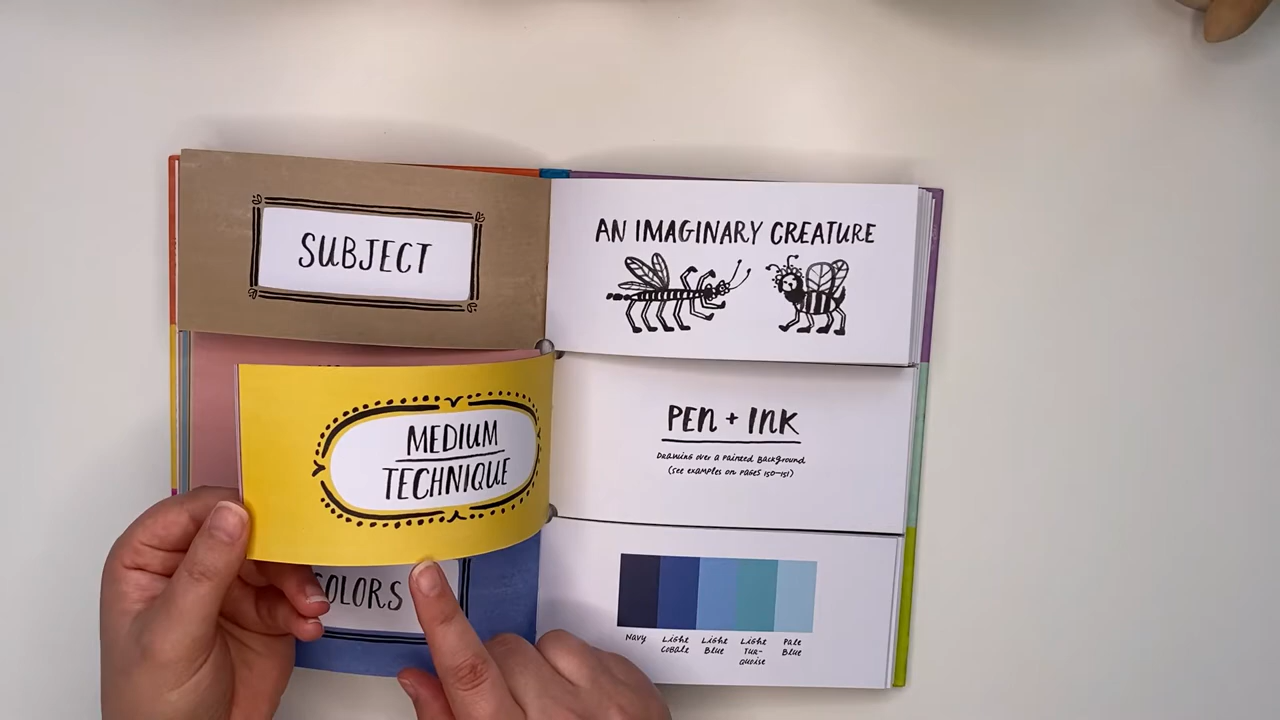 SUBJECT
AN IMAGINARY CREATURE
MEDIUM
TECHNIQUE
PEN + INK
DRAWING OVER A PAINTED BACKGROUND
(SEE EXAMPLES ON PAGES 150-151)
COLORS
NAVY
LIGHT
COBALT
LIGHT
BLUE
LIGHT
TUR-
QUOISE
PALE
BLUE